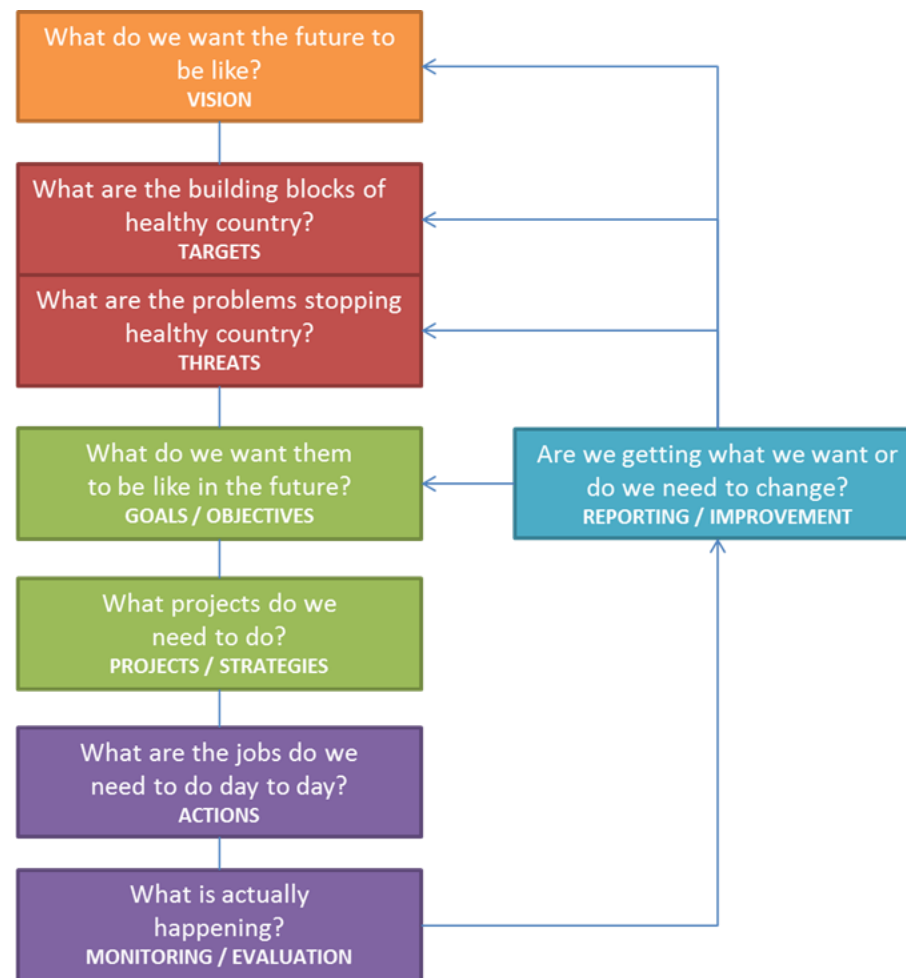 What do we want the future to
be like?
VISION
What are the building blocks of
healthy country?
TARGETS
What are the problems stopping
healthy country?
THREATS
What do we want them
to be like in the future?
GOALS / OBJECTIVES
Are we getting what we want or
do we need to change?
REPORTING / IMPROVEMENT
What projects do we
need to do?
PROJECTS / STRATEGIES
What are the jobs do we
need to do day to day?
ACTIONS
What is actually
happening?
MONITORING / EVALUATION